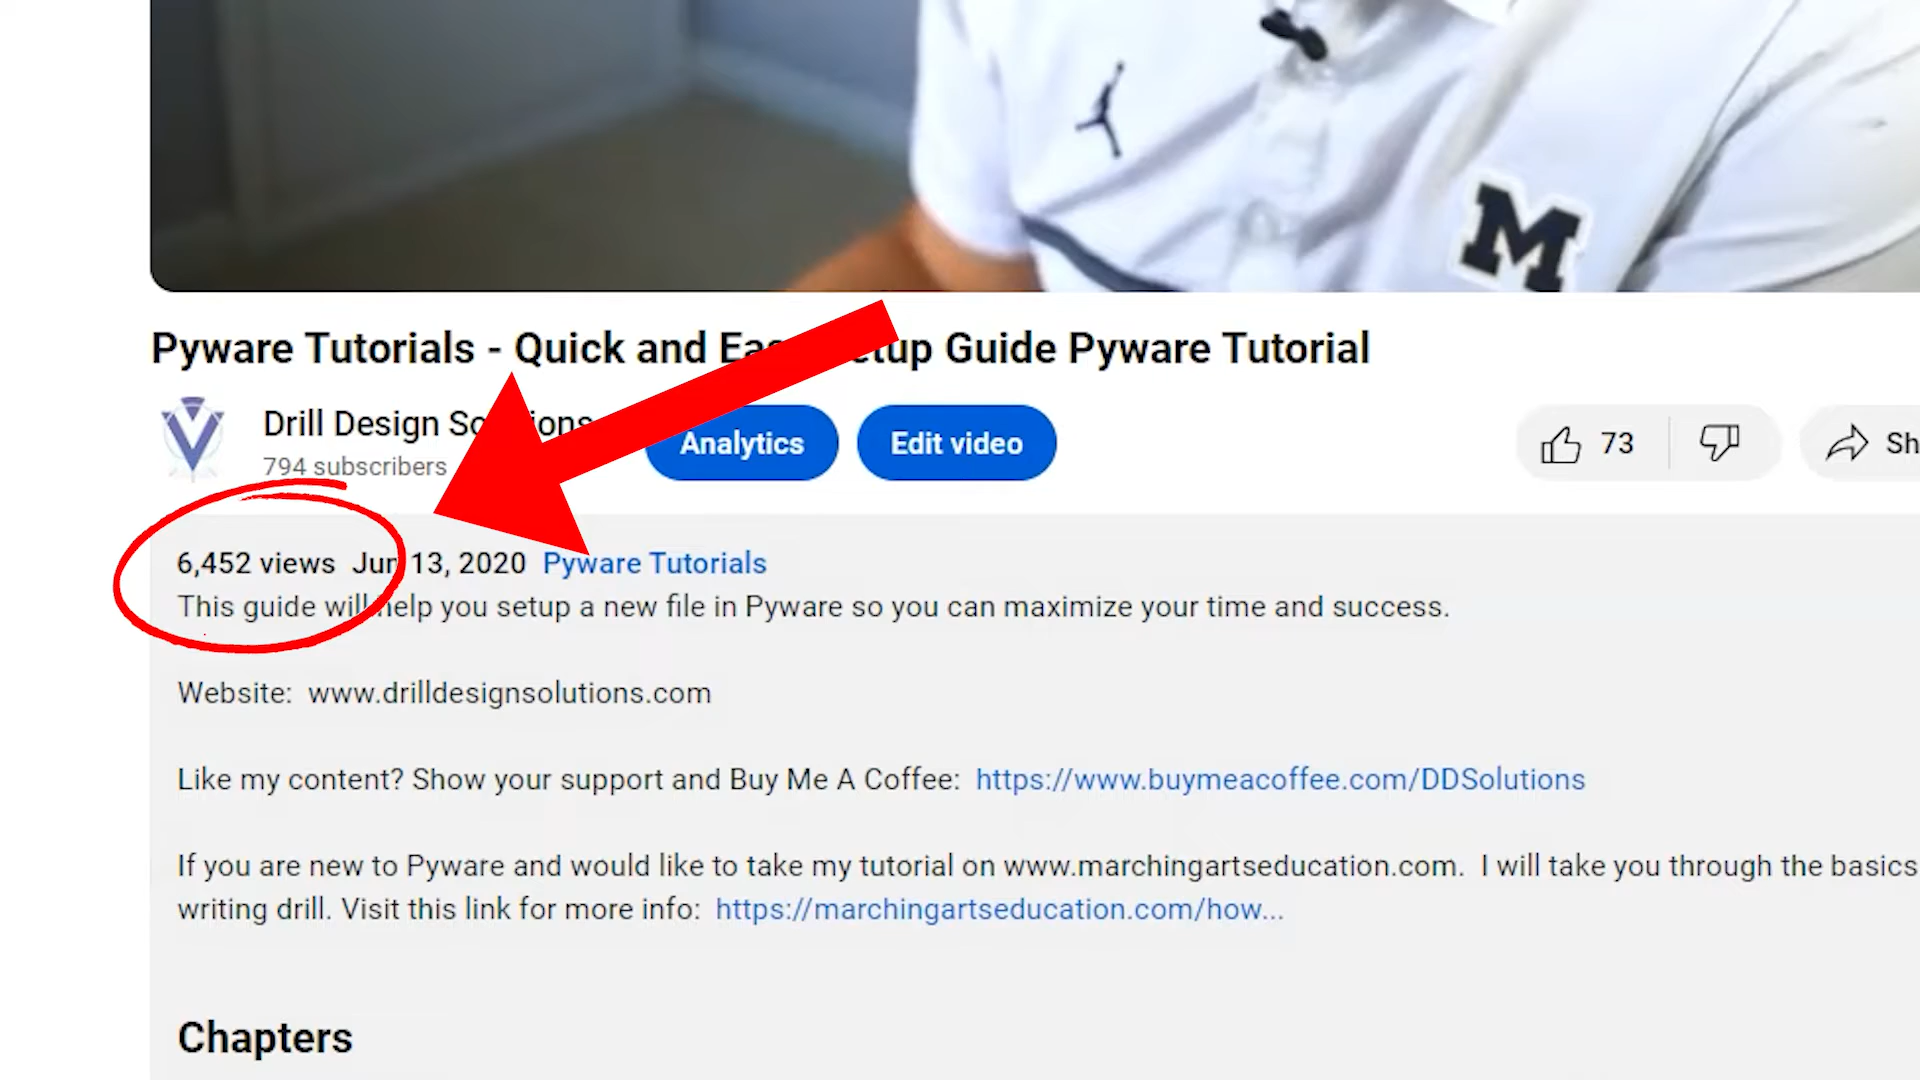 M
Pyware Tutorials - Quick and Easy Setup Guide Pyware Tutorial
Drill Design Solutions
794 subscribers
Analytics
Edit video
73
Sh
6,452 views Jun 13, 2020 Pyware Tutorials
This guide will help you setup a new file in Pyware so you can maximize your time and success.
Website: www.drilldesignsolutions.com
Like my content? Show your support and Buy Me A Coffee: https://www.buymeacoffee.com/DDSolutions
If you are new to Pyware and would like to take my tutorial on www.marchingartseducation.com. I will take you through the basics
writing drill. Visit this link for more info: https://marchingartseducation.com/how...
Chapters